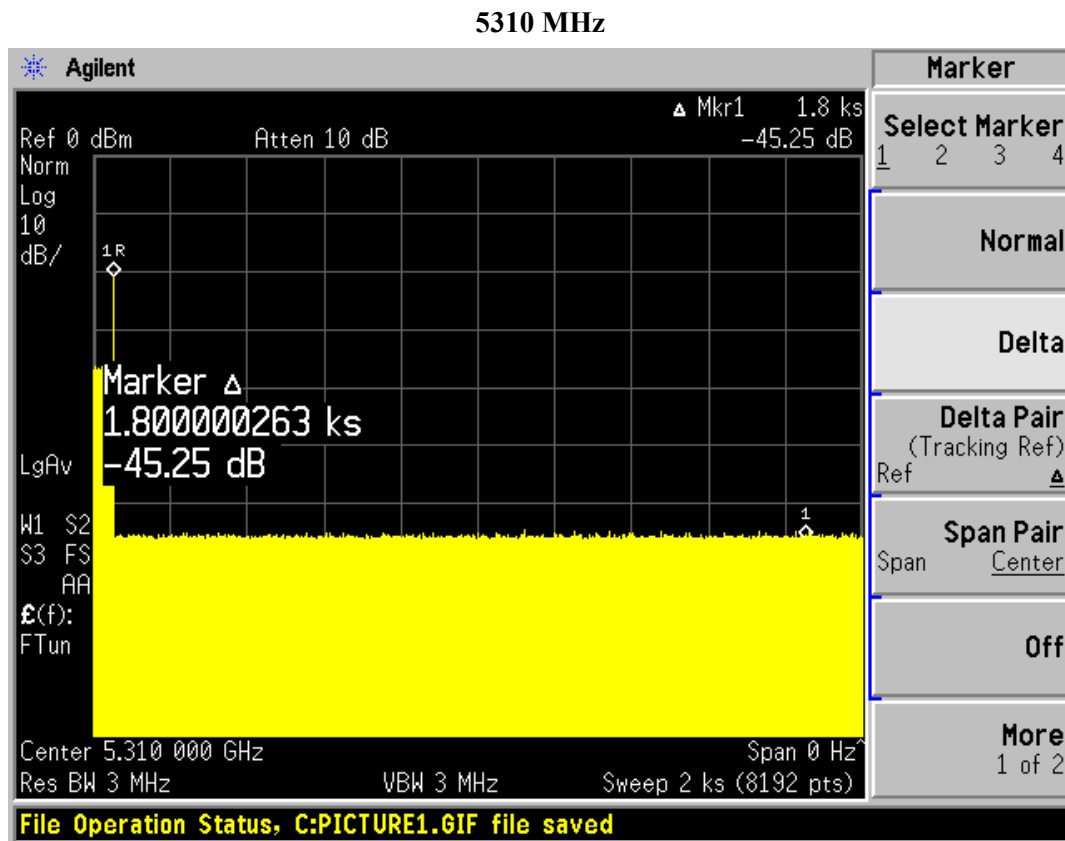 5310 MHz
Agilent
Marker
Δ Mkr1 1.8 ks
Ref 0 dBm Atten 10 dB -45.25 dB
Norm
Log
10
dB/
1R
Marker Δ
1.800000263 ks
-45.25 dB
LgAv
1
W1 S2
S3 FS
AA
£(f):
FTun
Center 5.310 000 GHz Span 0 Hz^
Res BW 3 MHz VBW 3 MHz Sweep 2 ks (8192 pts)
File Operation Status, C:PICTURE1.GIF file saved
Select Marker
1 2 3 4
Normal
Delta
Delta Pair
(Tracking Ref)
Ref Δ
Span Pair
Span Center
Off
More
1 of 2